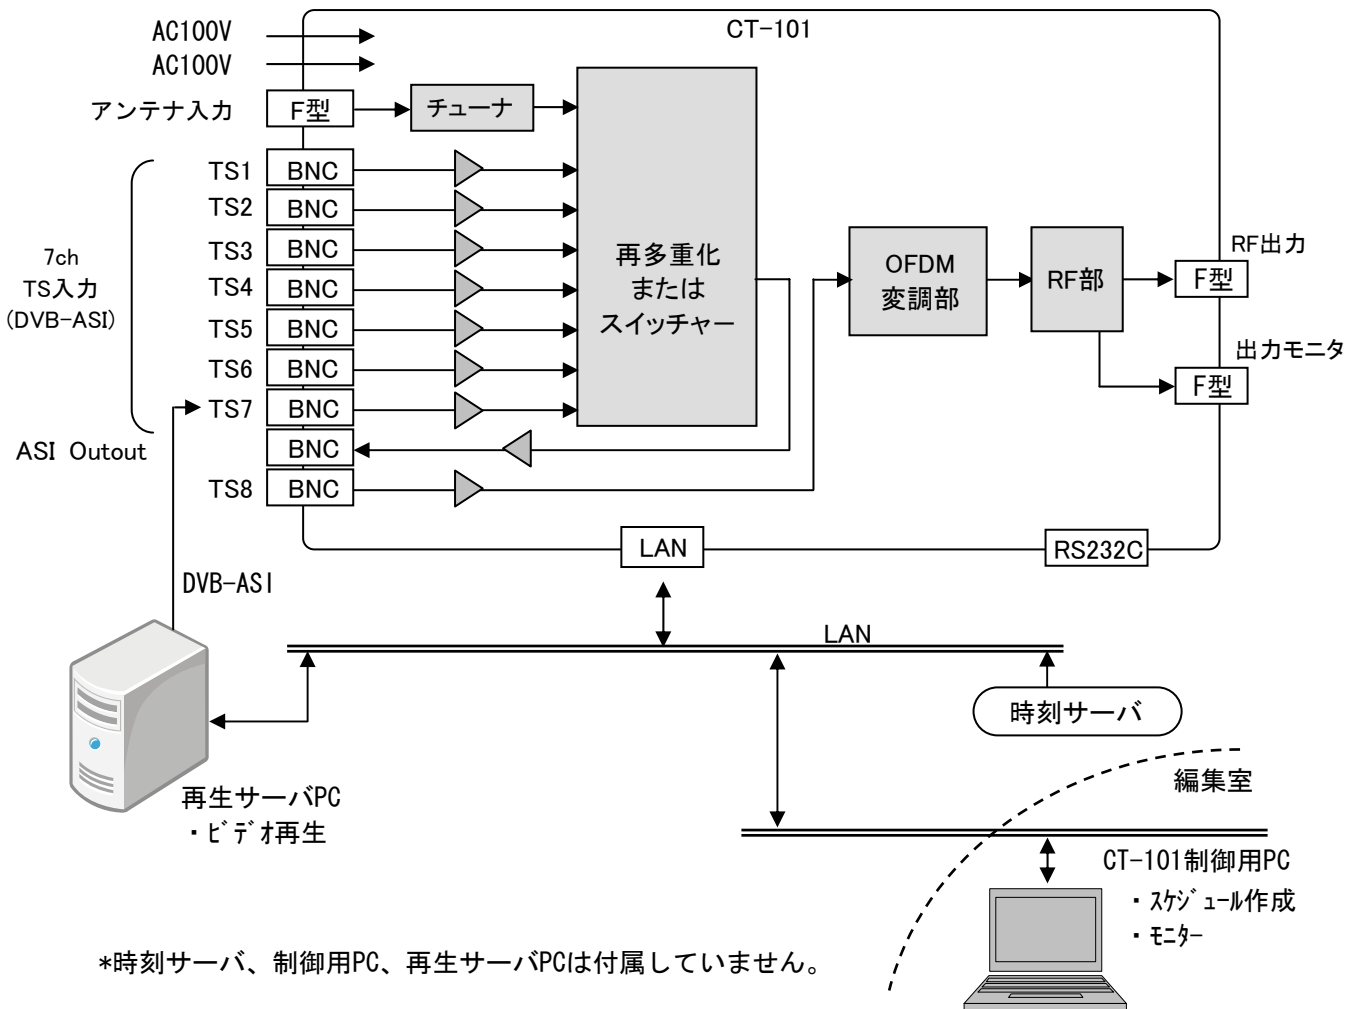 CT-101
AC100V
AC100V
アンテナ入力
F型
チューナ
TS1
BNC
TS2
BNC
TS3
BNC
TS4
BNC
TS5
BNC
TS6
BNC
TS7
BNC
7ch
TS入力
(DVB-ASI)
ASI Outout
BNC
TS8
BNC
再多重化
または
スイッチャー
OFDM
変調部
RF部
RF出力
F型
出力モニタ
F型
LAN
RS232C
DVB-ASI
LAN
時刻サーバ
再生サーバPC
・ビデオ再生
編集室
CT-101制御用PC
・スケジュール作成
・モニター
*時刻サーバ、制御用PC、再生サーバPCは付属していません。